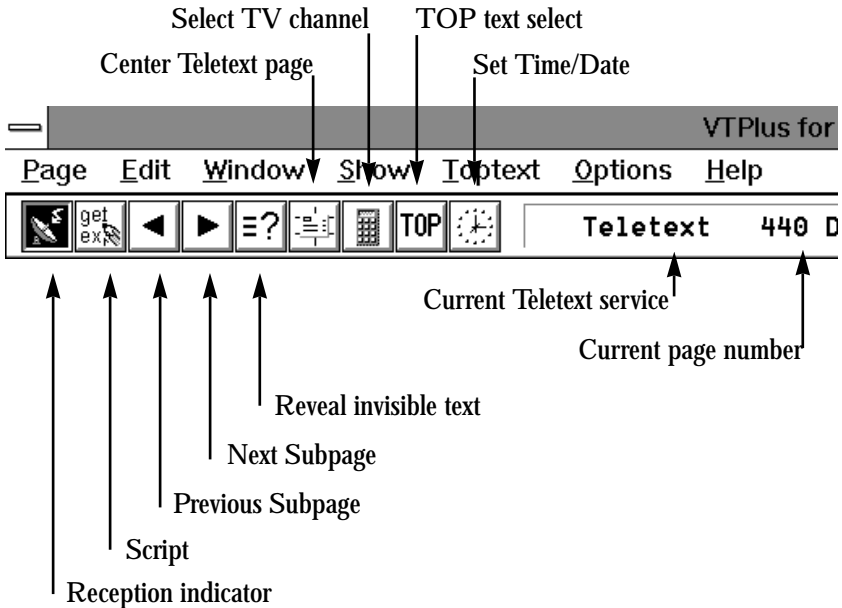 Select TV channel TOP text select
Center Teletext page Set Time/Date
VTPlus for
Page Edit Window Show Toptext Options Help
get ex ≡? TOP Teletext 440 D
Current Teletext service
Current page number
Reveal invisible text
Next Subpage
Previous Subpage
Script
Reception indicator